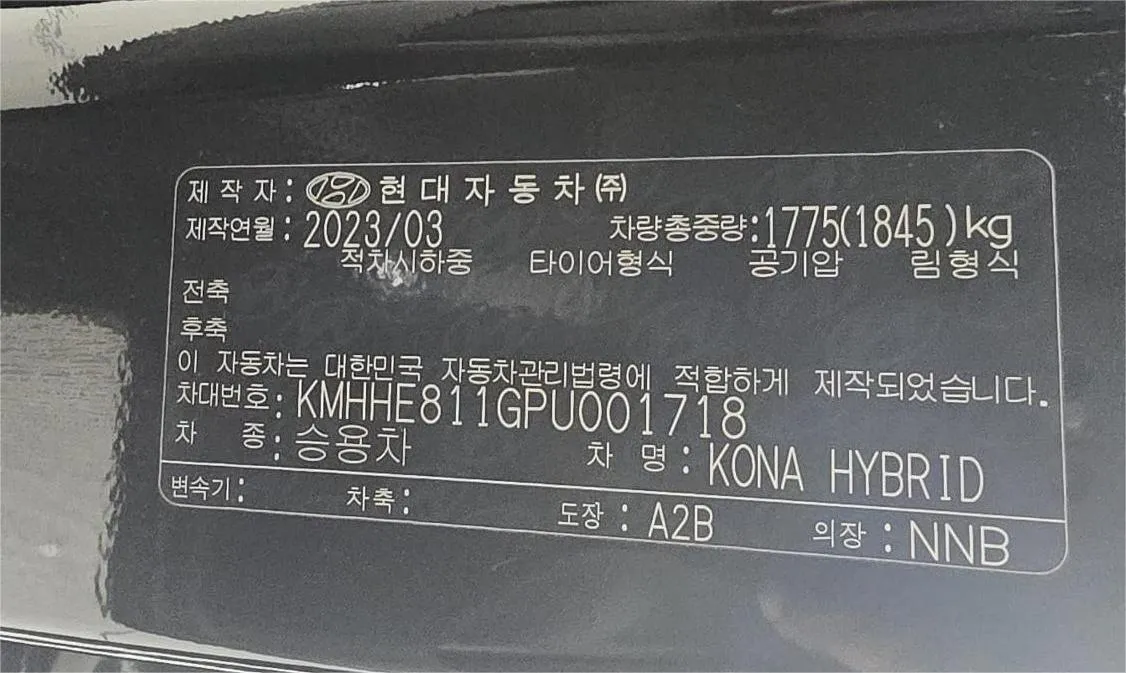 제 작 자 : 현대자동차㈜
제작연월 : 2023/03 차량총중량 : 1775(1845)kg
적차시하중 타이어형식 공기압 림형식
전축
후축
이 자동차는 대한민국 자동차관리법령에 적합하게 제작되었습니다.
차대번호 : KMHHE811GPU001718
차 종 : 승용차 차 명 : KONA HYBRID
변속기 : 차축 : 도장 : A2B 의장 : NNB